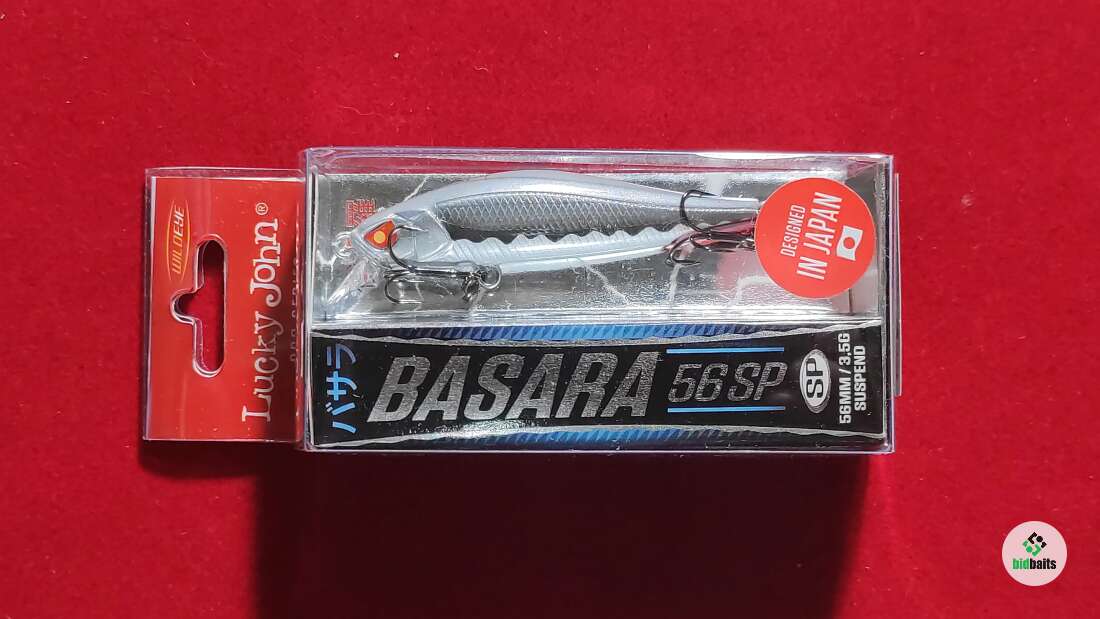 WILDEYE
Lucky John®
DESIGNED
IN JAPAN
バサラ
BASARA
56 SP
SP
56MM / 3,5G
SUSPEND
bidbaits